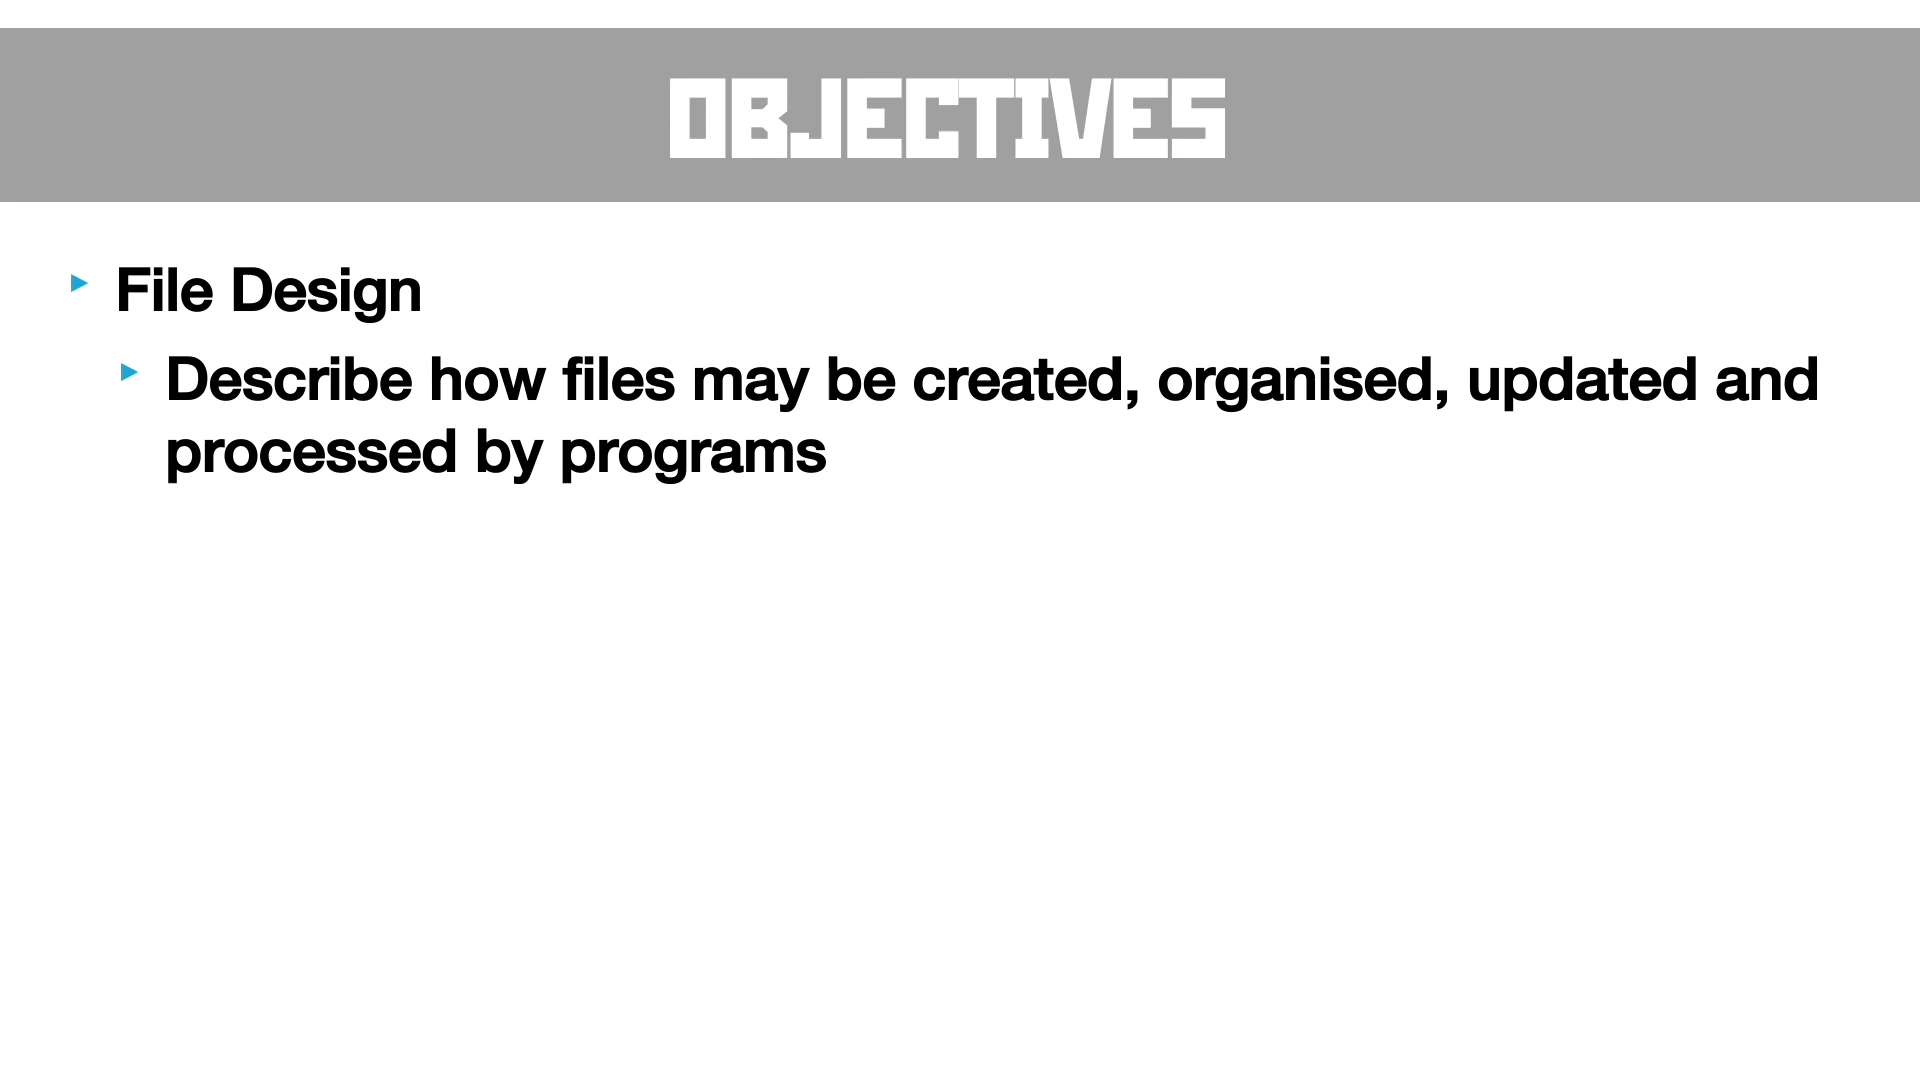 OBJECTIVES
File Design
Describe how files may be created, organised, updated and
processed by programs